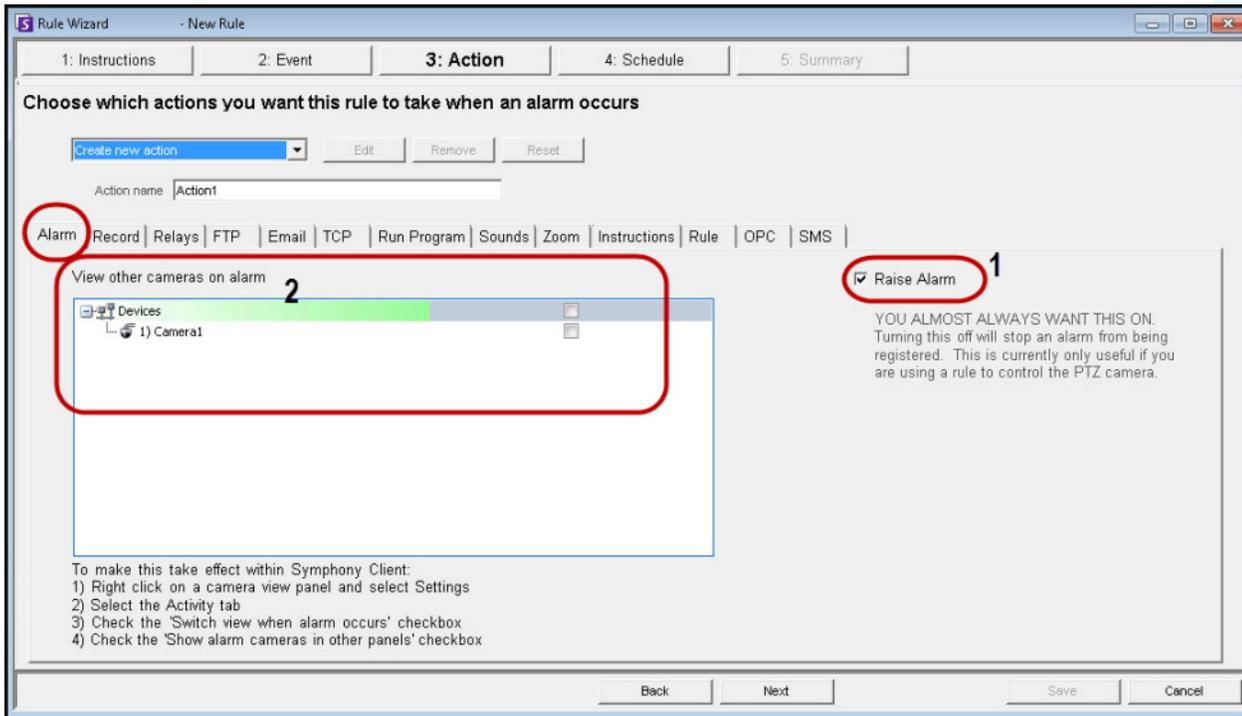 Rule Wizard - New Rule
1: Instructions 2: Event 3: Action 4: Schedule 5: Summary
Choose which actions you want this rule to take when an alarm occurs
Create new action Edit Remove Reset
Action name Action1
Alarm Record Relays FTP Email TCP Run Program Sounds Zoom Instructions Rule OPC SMS
View other cameras on alarm
2
Devices
1) Camera1
Raise Alarm
1
YOU ALMOST ALWAYS WANT THIS ON.
Turning this off will stop an alarm from being
registered. This is currently only useful if you
are using a rule to control the PTZ camera.
To make this take effect within Symphony Client:
1) Right click on a camera view panel and select Settings
2) Select the Activity tab
3) Check the 'Switch view when alarm occurs' checkbox
4) Check the 'Show alarm cameras in other panels' checkbox
Back Next Save Cancel